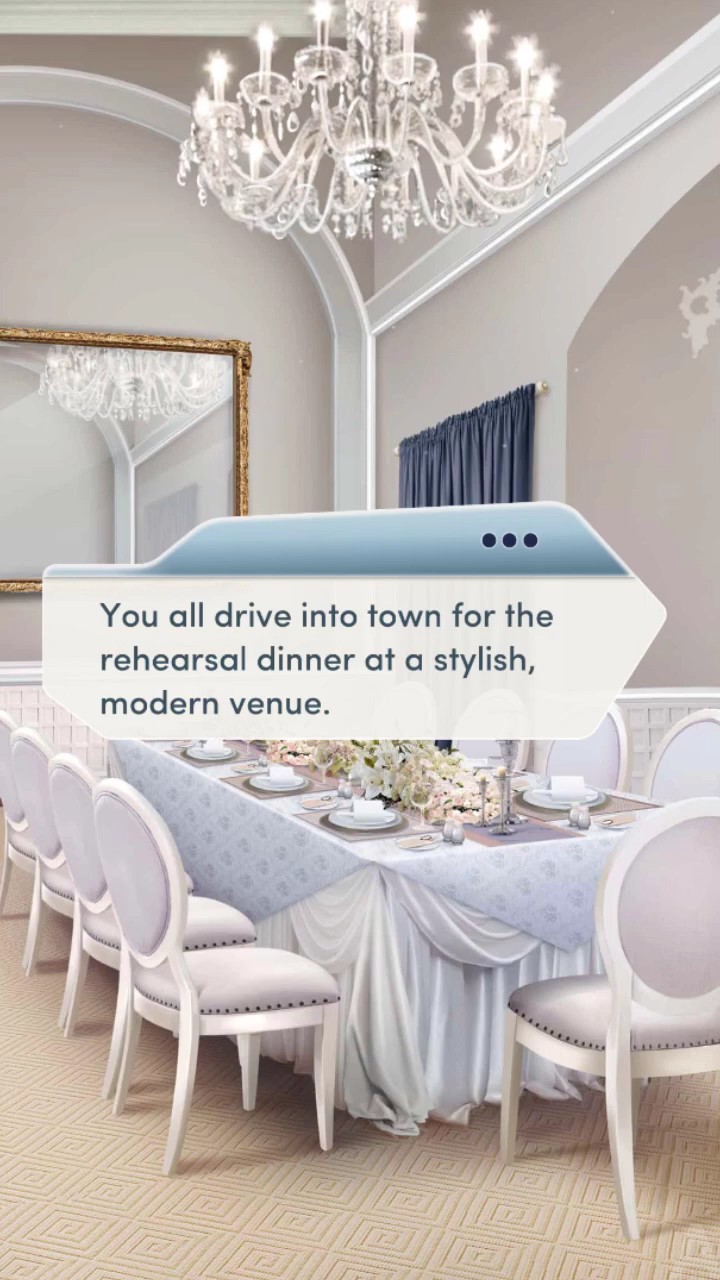 You all drive into town for the
rehearsal dinner at a stylish,
modern venue.